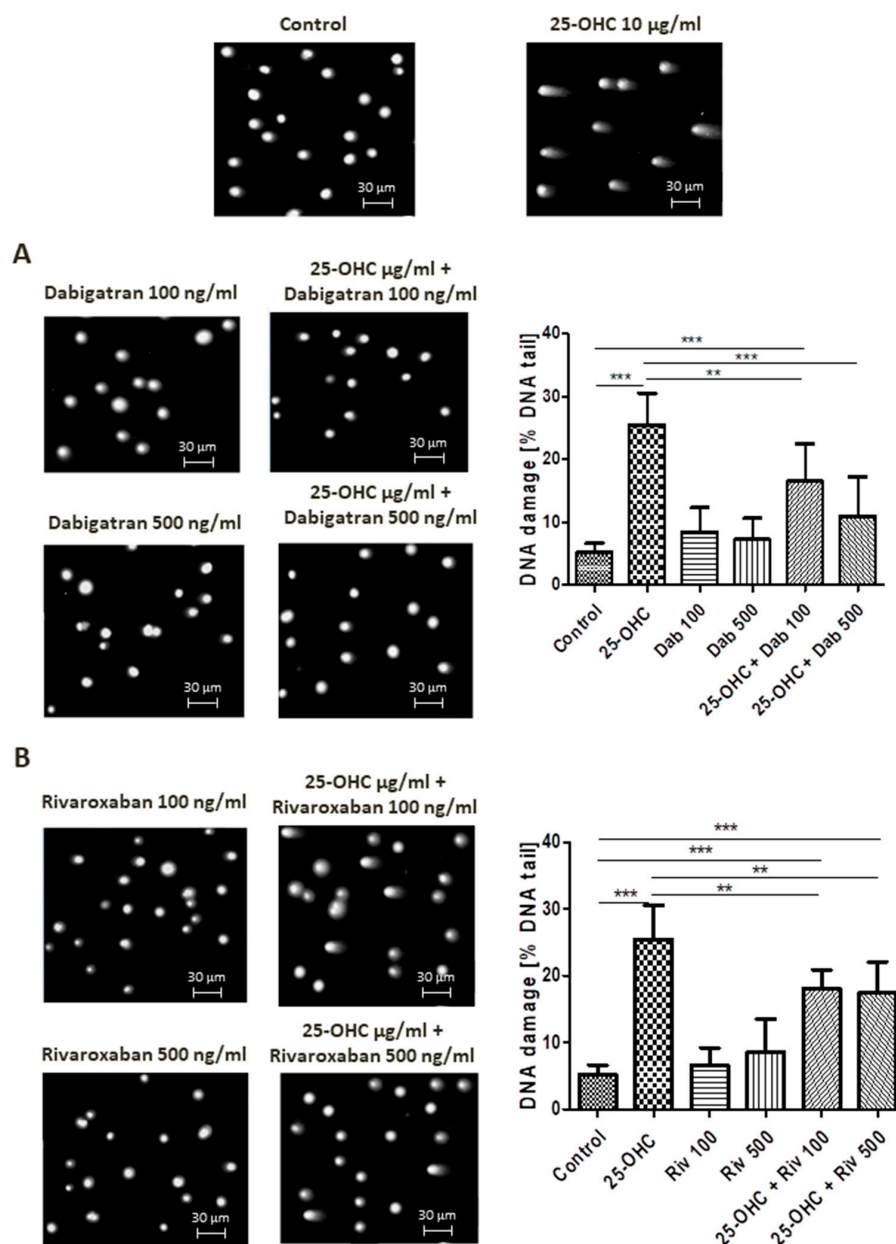 Control
25-OHC 10 µg/ml
30 µm
30 µm
A
Dabigatran 100 ng/ml
25-OHC µg/ml +
Dabigatran 100 ng/ml
30 µm
30 µm
Dabigatran 500 ng/ml
25-OHC µg/ml +
Dabigatran 500 ng/ml
30 µm
30 µm
DNA damage [% DNA tail]
40
30
20
10
0
***
***
***
**
Control
25-OHC
Dab 100
Dab 500
25-OHC + Dab 100
25-OHC + Dab 500
B
Rivaroxaban 100 ng/ml
25-OHC µg/ml +
Rivaroxaban 100 ng/ml
30 µm
30 µm
Rivaroxaban 500 ng/ml
25-OHC µg/ml +
Rivaroxaban 500 ng/ml
30 µm
30 µm
DNA damage [% DNA tail]
40
30
20
10
0
***
***
**
***
**
Control
25-OHC
Riv 100
Riv 500
25-OHC + Riv 100
25-OHC + Riv 500